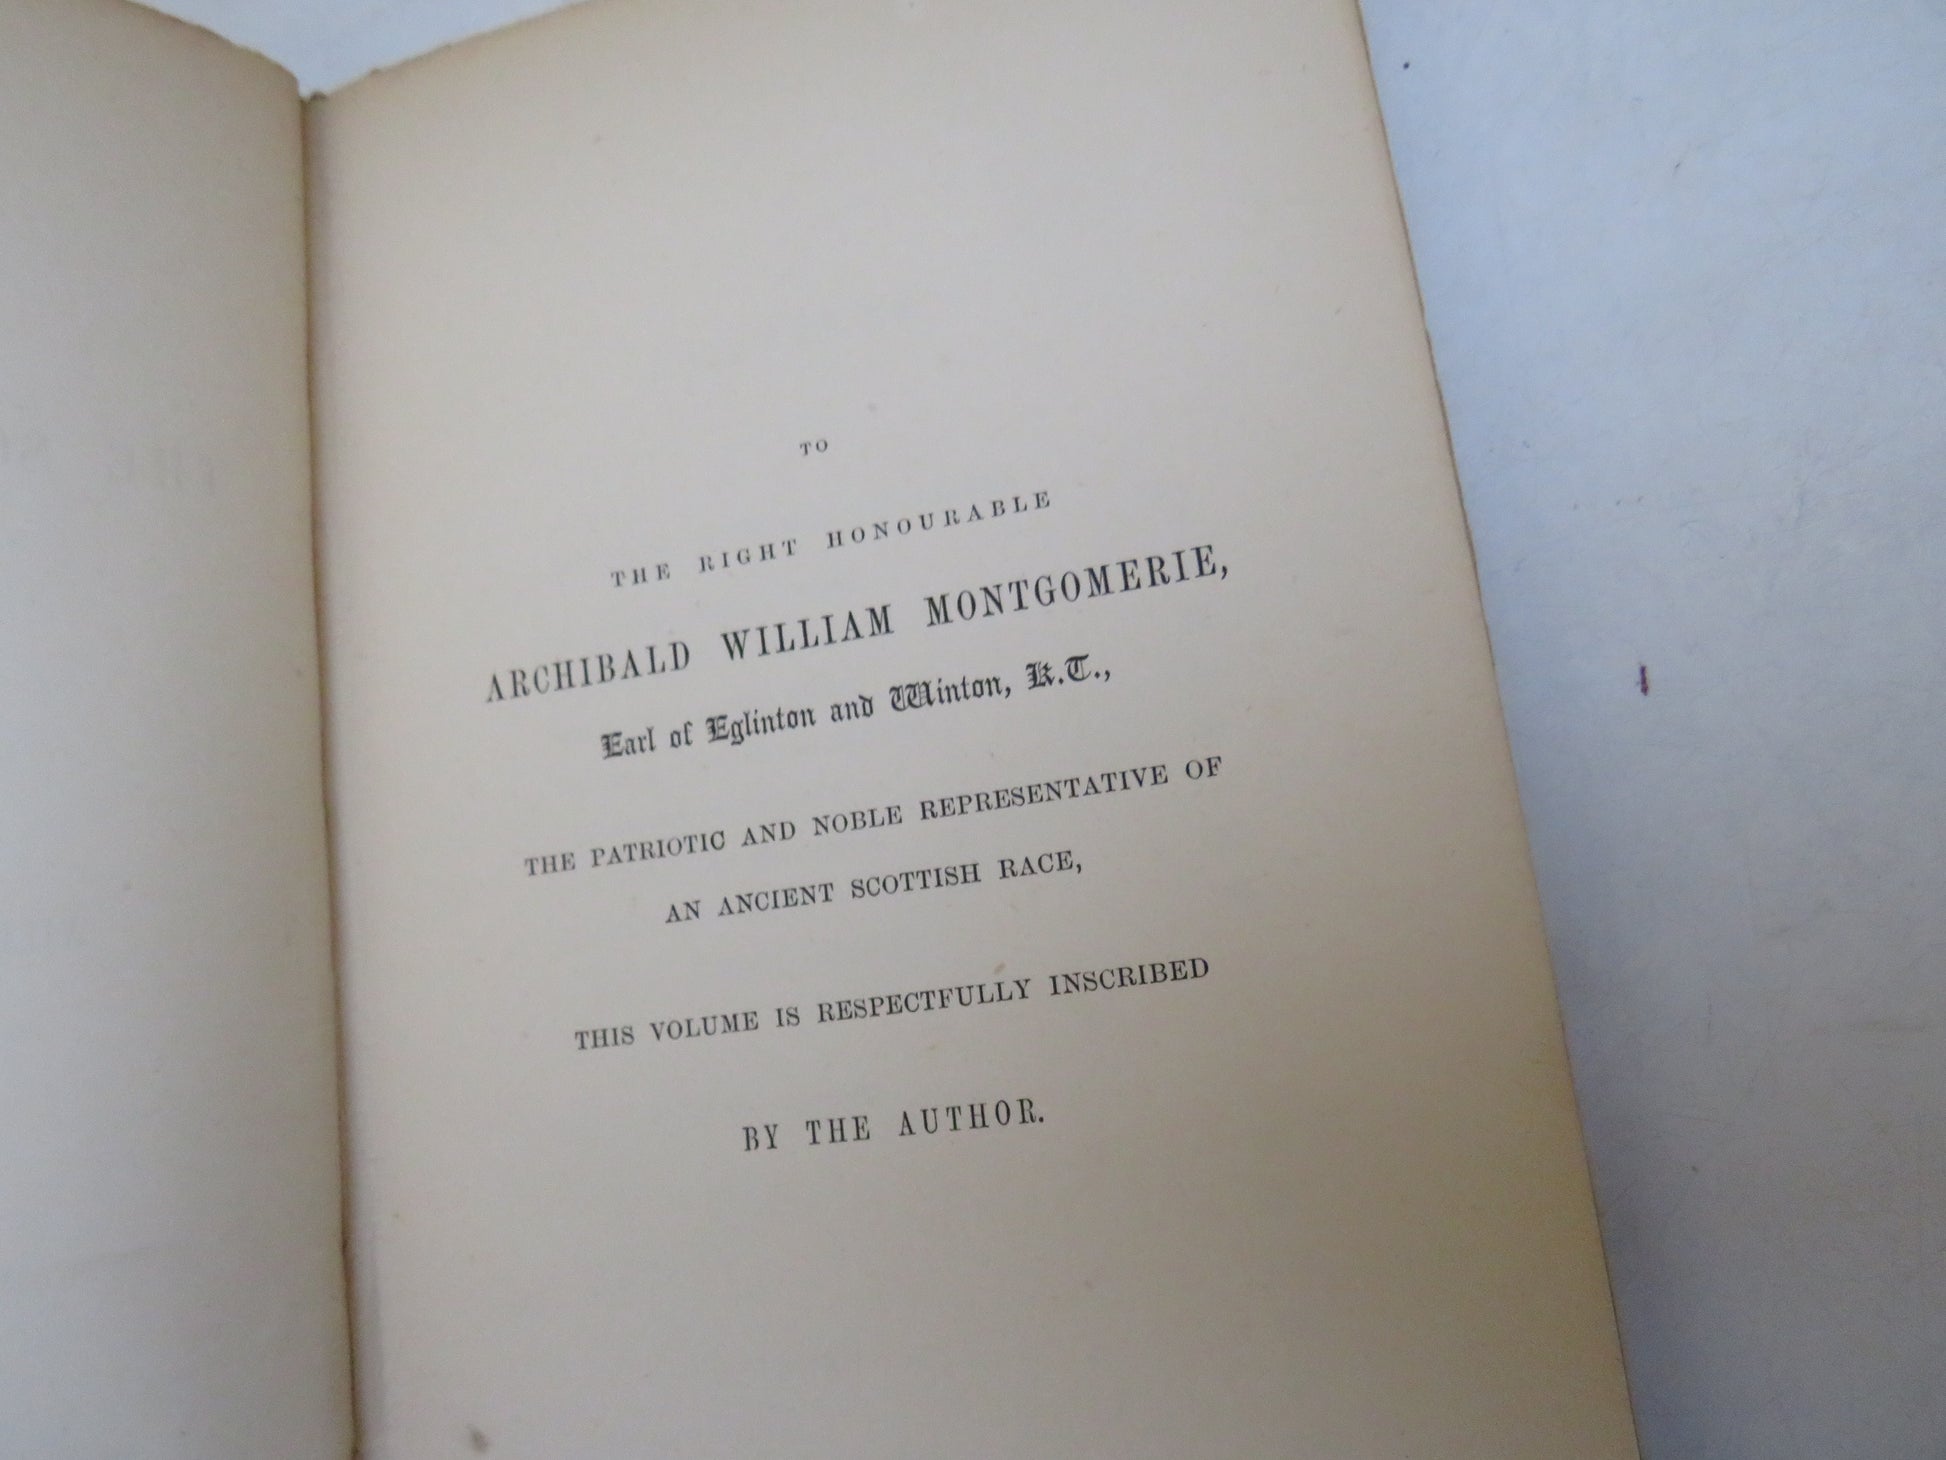 TO
THE RIGHT HONOURABLE
ARCHIBALD WILLIAM MONTGOMERIE,
Earl of Eglinton and Winton, K.T.,
THE PATRIOTIC AND NOBLE REPRESENTATIVE OF
AN ANCIENT SCOTTISH RACE,
THIS VOLUME IS RESPECTFULLY INSCRIBED
BY THE AUTHOR.